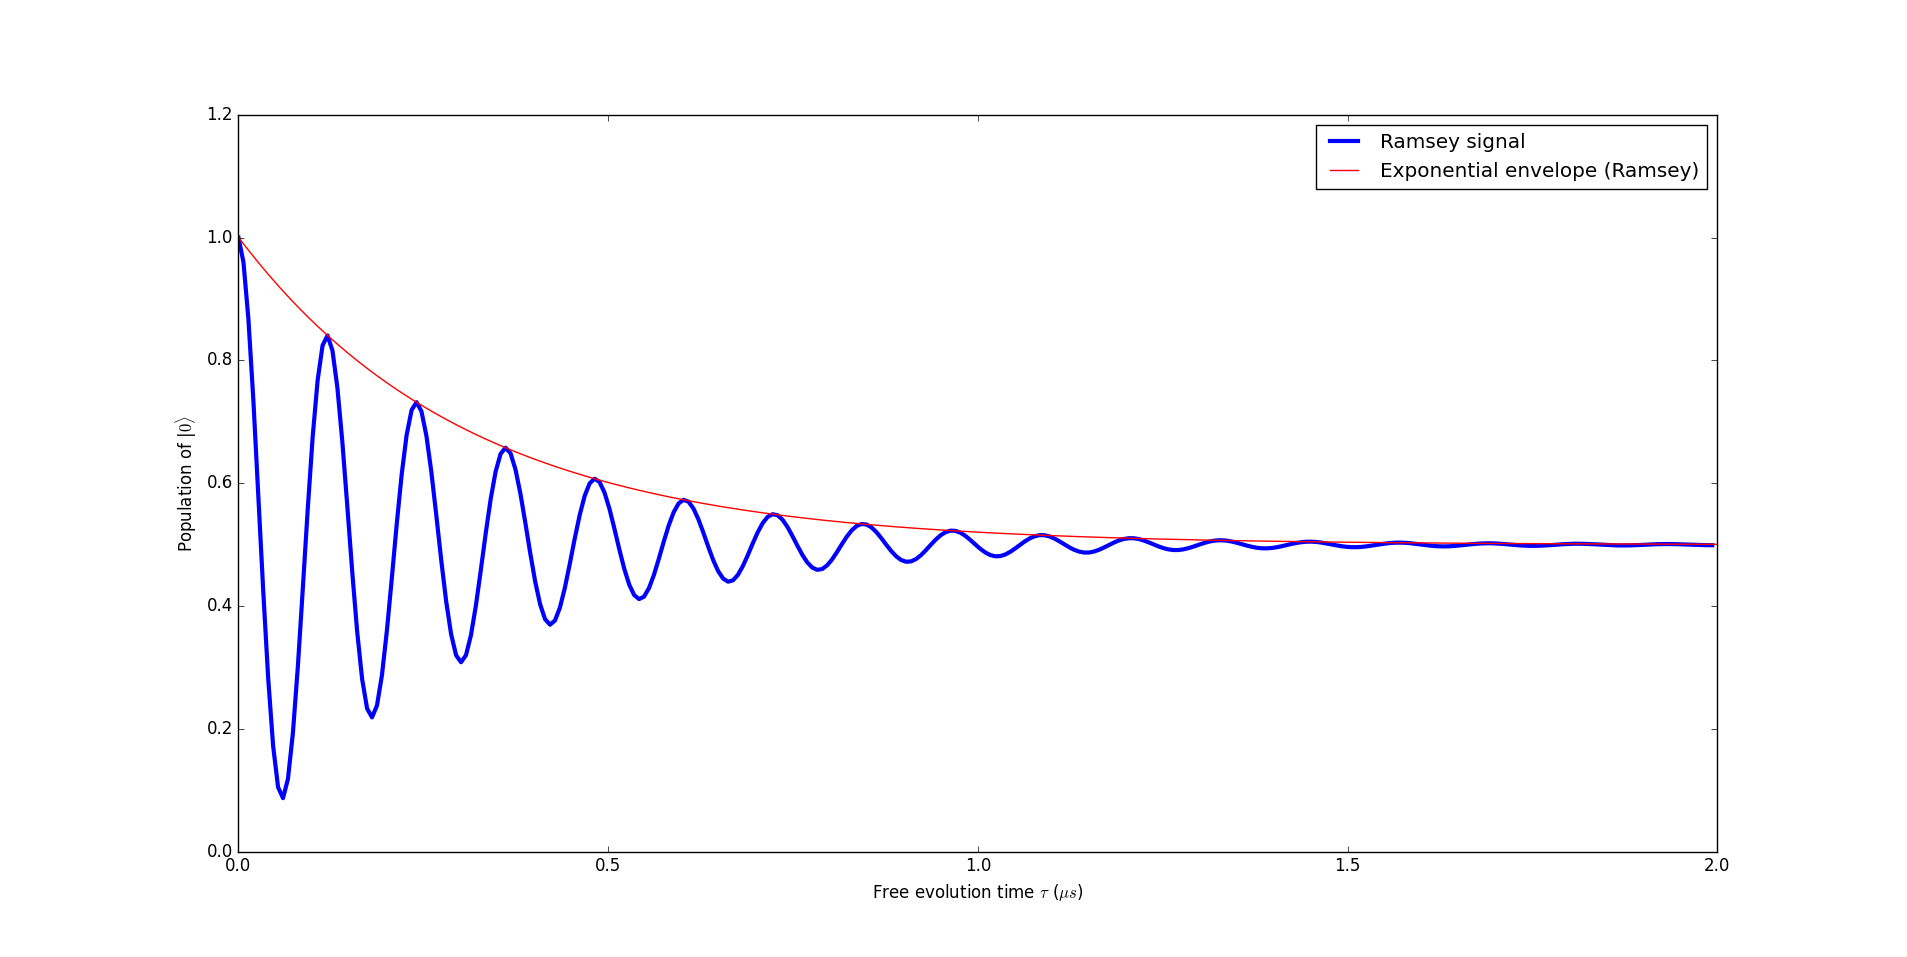 1.2
1.0
0.8
0.6
0.4
0.2
0.0
0.0 0.5 1.0 1.5 2.0
Population of |0⟩
Free evolution time τ (μs)
Ramsey signal
Exponential envelope (Ramsey)